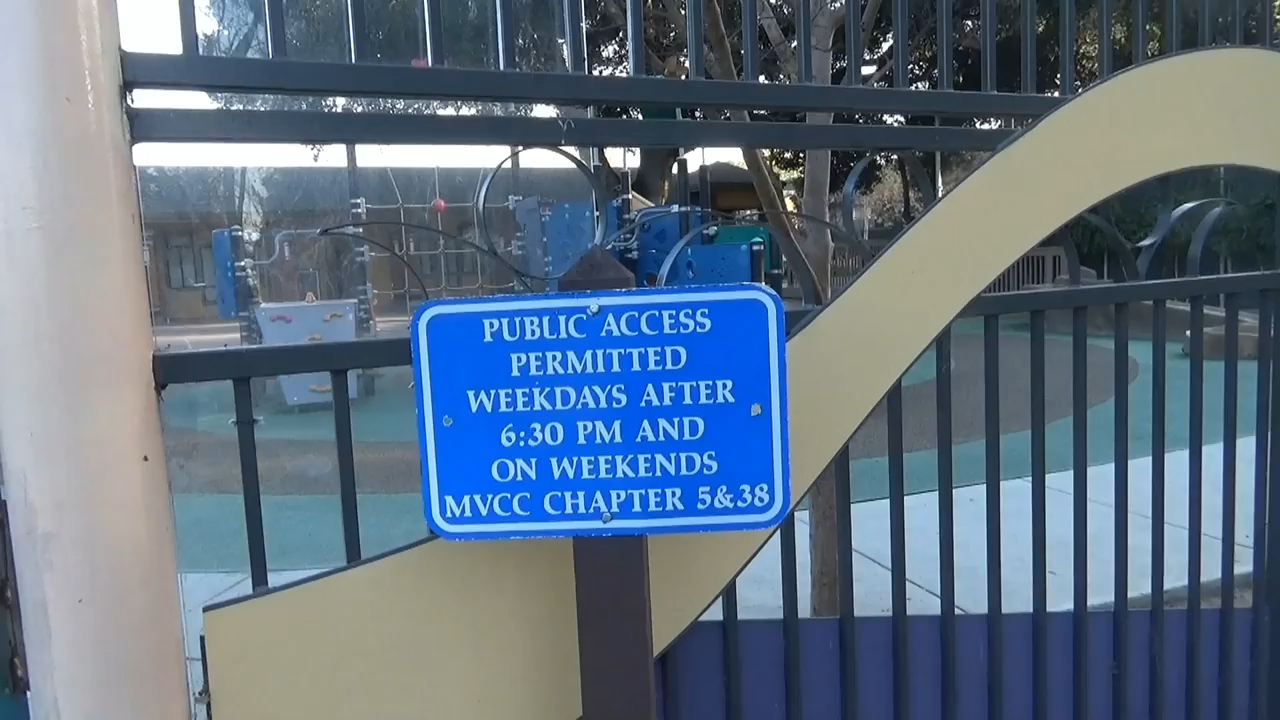 PUBLIC ACCESS
PERMITTED
WEEKDAYS AFTER
6:30 PM AND
ON WEEKENDS
MVCC CHAPTER 5&38